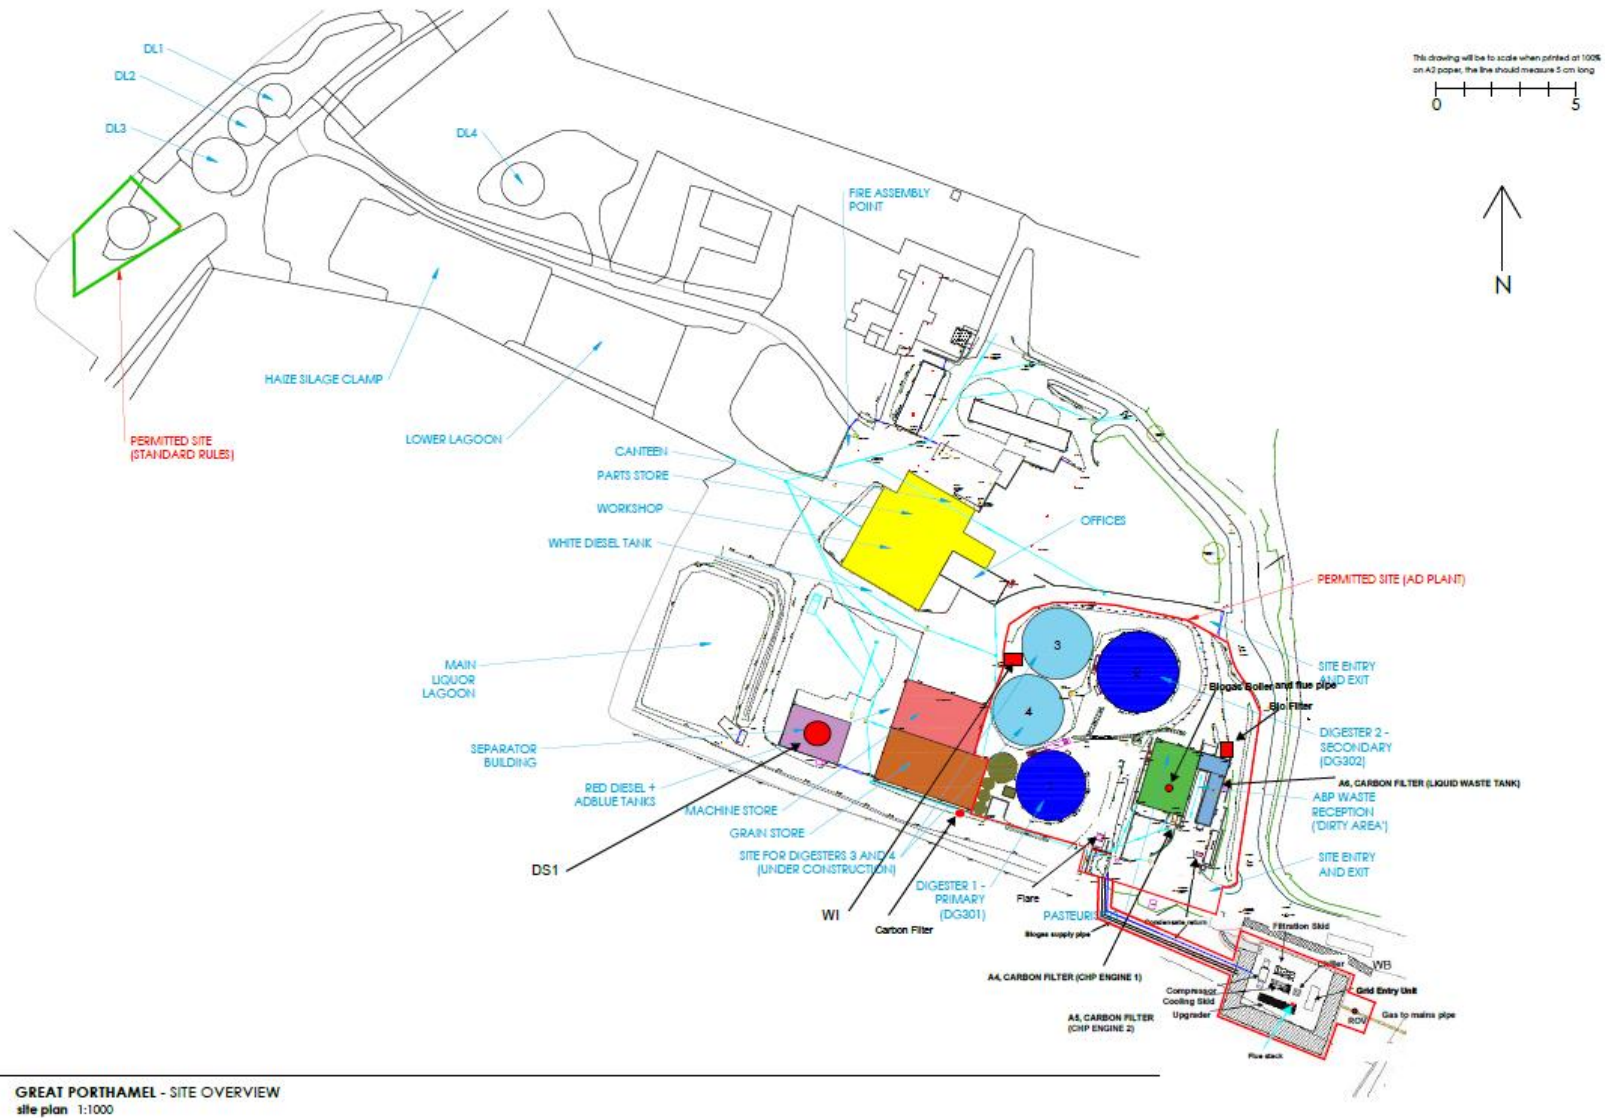 This drawing will be to scale when printed at 100%
on A2 paper, the line should measure 5 cm long
0 5
N
DL1
DL2
DL3
DL4
FIRE ASSEMBLY
POINT
HAIZE SILAGE CLAMP
LOWER LAGOON
PERMITTED SITE
(STANDARD RULES)
CANTEEN
PARTS STORE
WORKSHOP
WHITE DIESEL TANK
OFFICES
PERMITTED SITE (AD PLANT)
MAIN
LIQUOR
LAGOON
SITE ENTRY
AND EXIT
3
4
Biogas Boiler and flue pipe
Bio Filter
SEPARATOR
BUILDING
DIGESTER 2 -
SECONDARY
(DG302)
RED DIESEL +
ADBLUE TANKS
A6, CARBON FILTER (LIQUID WASTE TANK)
MACHINE STORE
ABP WASTE
RECEPTION
('DIRTY AREA')
GRAIN STORE
SITE FOR DIGESTERS 3 AND 4
(UNDER CONSTRUCTION)
SITE ENTRY
AND EXIT
DS1
DIGESTER 1 -
PRIMARY
(DG301)
WI
Carbon Filter
Flare
PASTEURIS
Condensate return
Biogas supply pipe
Filtration Skid
WB
Chiller
A4, CARBON FILTER (CHP ENGINE 1)
Compressor
Cooling Skid
Upgrader
Grid Entry Unit
A5, CARBON FILTER
(CHP ENGINE 2)
ROV
Gas to mains pipe
Flue stack
GREAT PORTHAMEL - SITE OVERVIEW
site plan 1:1000